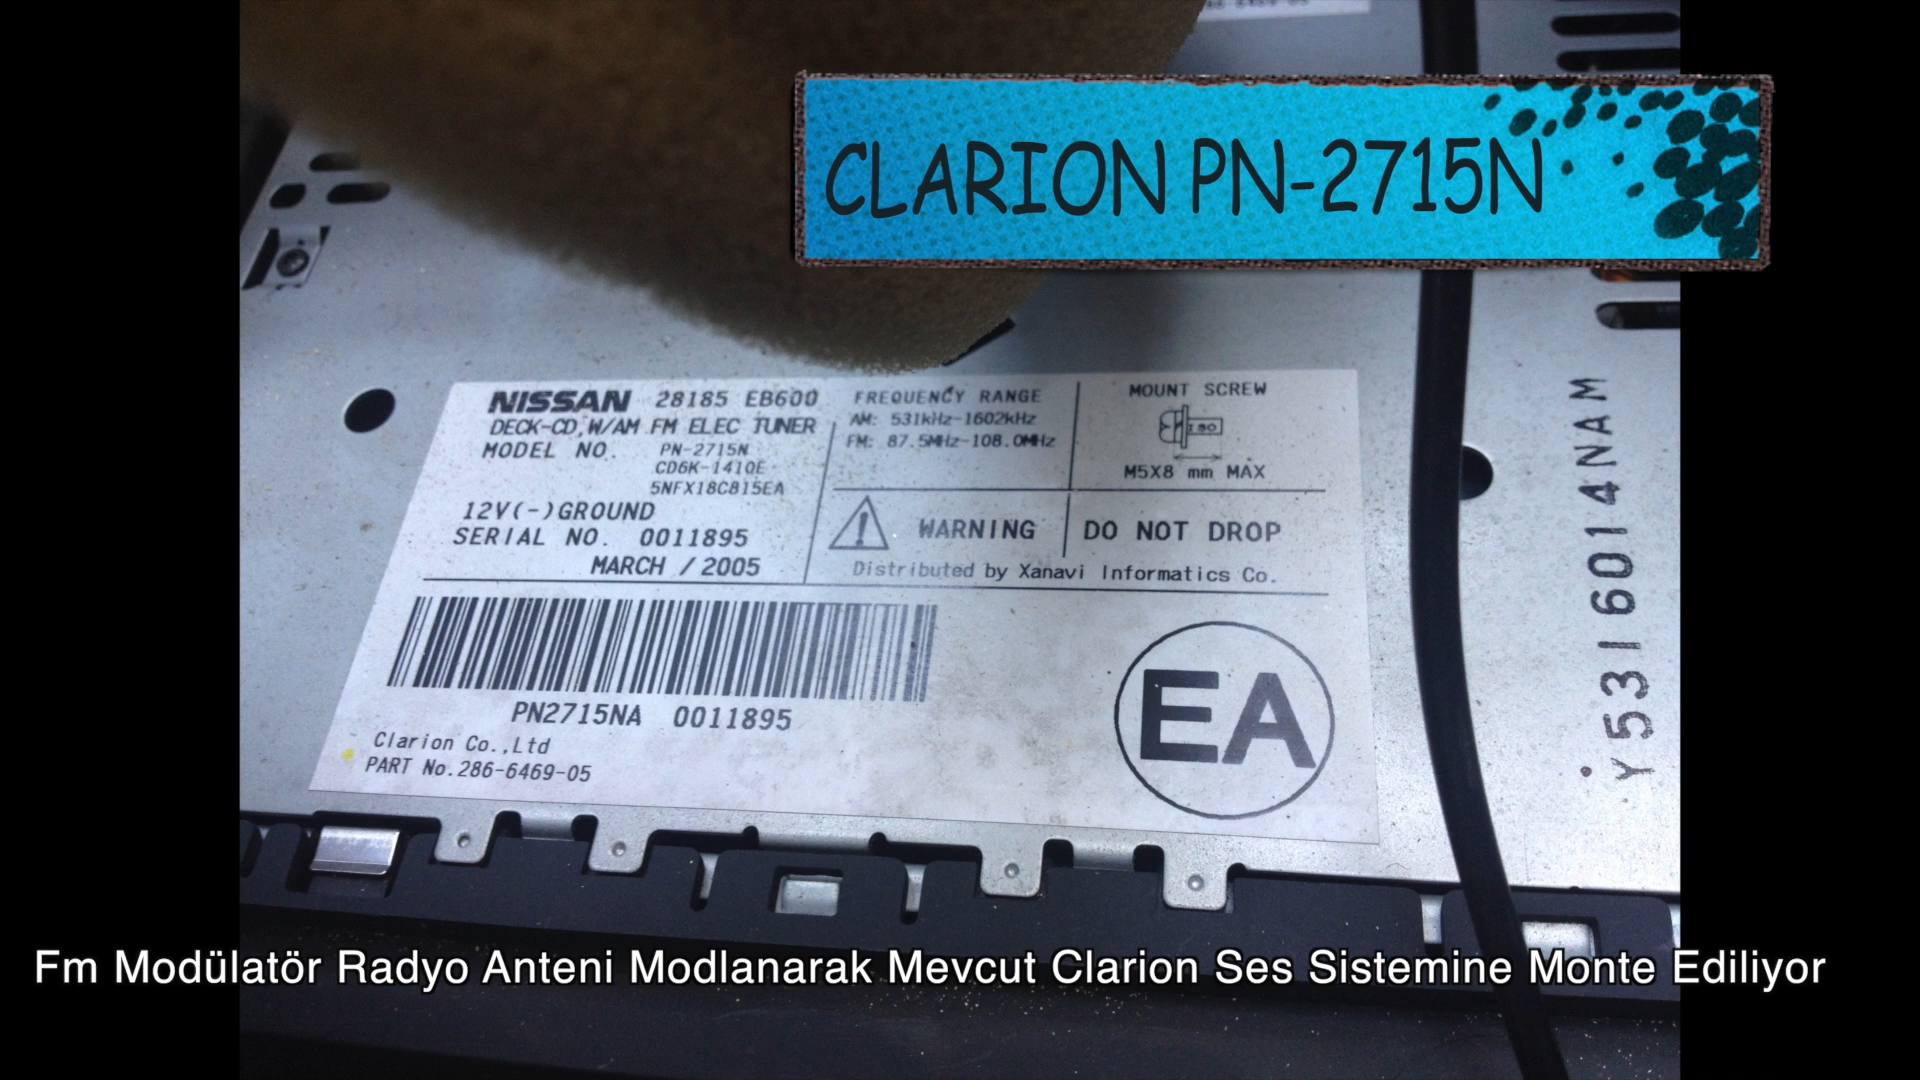 CLARION PN-2715N
NISSAN 28185 EB600
DECK-CD,W/AM FM ELEC TUNER
MODEL NO. PN-2715N
CD6K-1410E
5NFX18C815EA
12V(-)GROUND
SERIAL NO. 0011895
MARCH / 2005
FREQUENCY RANGE
AM: 531kHz-1602kHz
FM: 87.5MHz-108.0MHz
MOUNT SCREW
ISO
M5X8 mm MAX
WARNING
DO NOT DROP
Distributed by Xanavi Informatics Co.
PN2715NA 0011895
Clarion Co.,Ltd
PART No.286-6469-05
EA
Y5316014NAM
Fm Modülatör Radyo Anteni Modlanarak Mevcut Clarion Ses Sistemine Monte Ediliyor